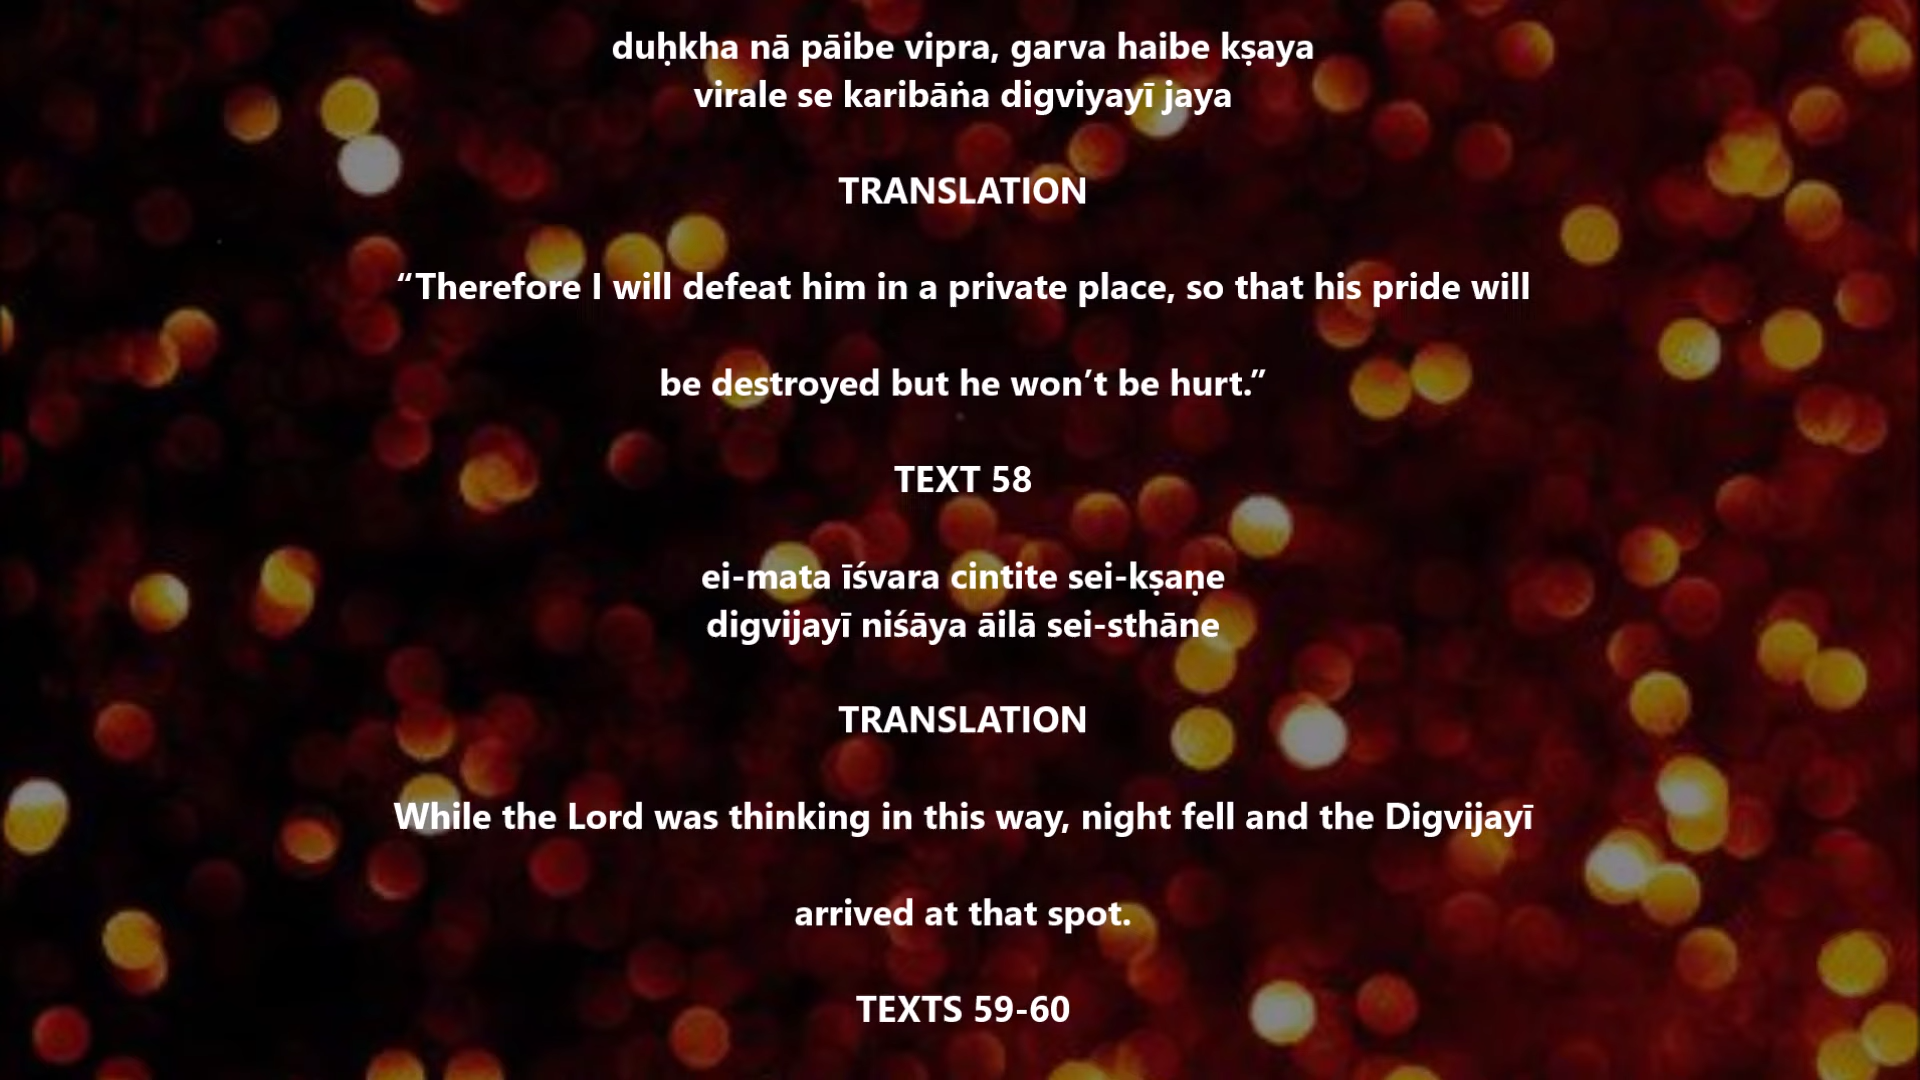 duḥkha nā pāibe vipra, garva haibe kṣaya
virale se karibāṅa digviyayī jaya
TRANSLATION
“Therefore I will defeat him in a private place, so that his pride will
be destroyed but he won’t be hurt.”
TEXT 58
ei-mata īśvara cintite sei-kṣaṇe
digvijayī niśāya āilā sei-sthāne
TRANSLATION
While the Lord was thinking in this way, night fell and the Digvijayī
arrived at that spot.
TEXTS 59-60